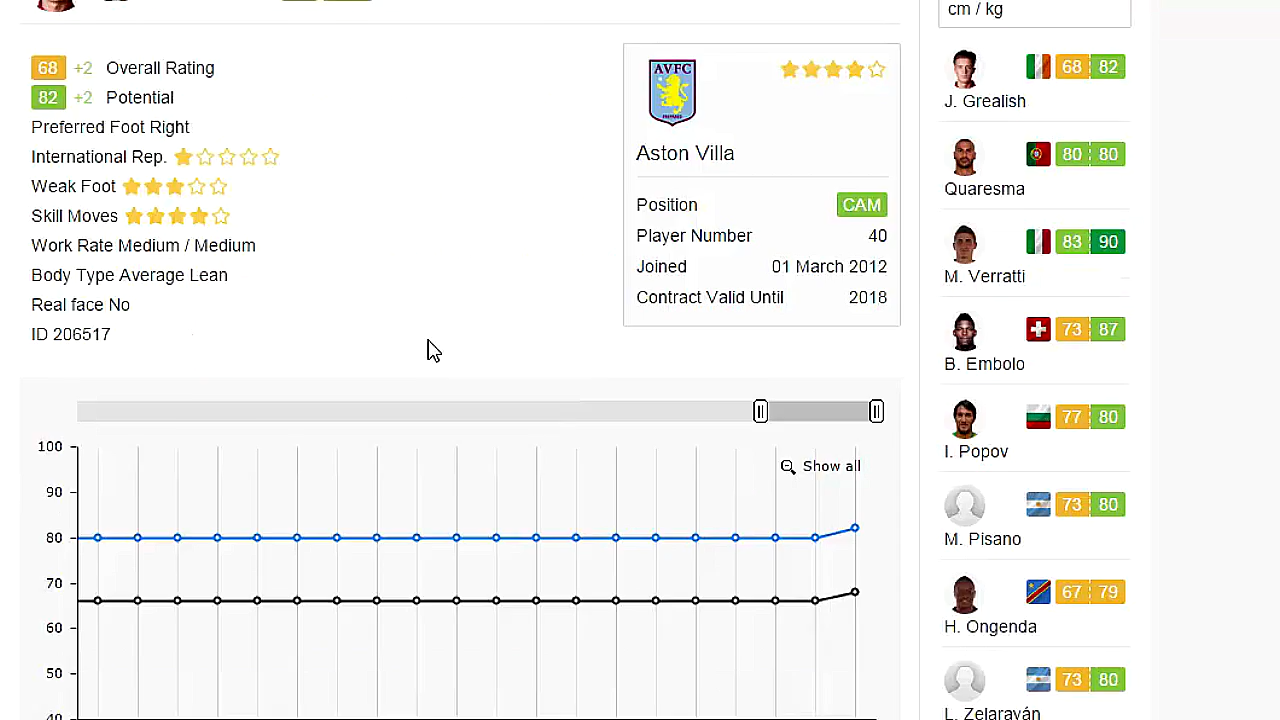 68 +2 Overall Rating
82 +2 Potential
Preferred Foot Right
International Rep.
Weak Foot
Skill Moves
Work Rate Medium / Medium
Body Type Average Lean
Real face No
ID 206517
AVFC
Aston Villa
Position CAM
Player Number 40
Joined 01 March 2012
Contract Valid Until 2018
Show all
100
90
80
70
60
50
40
cm / kg
68 82
J. Grealish
80 80
Quaresma
83 90
M. Verratti
73 87
B. Embolo
77 80
I. Popov
73 80
M. Pisano
67 79
H. Ongenda
73 80
L. Zelarayán